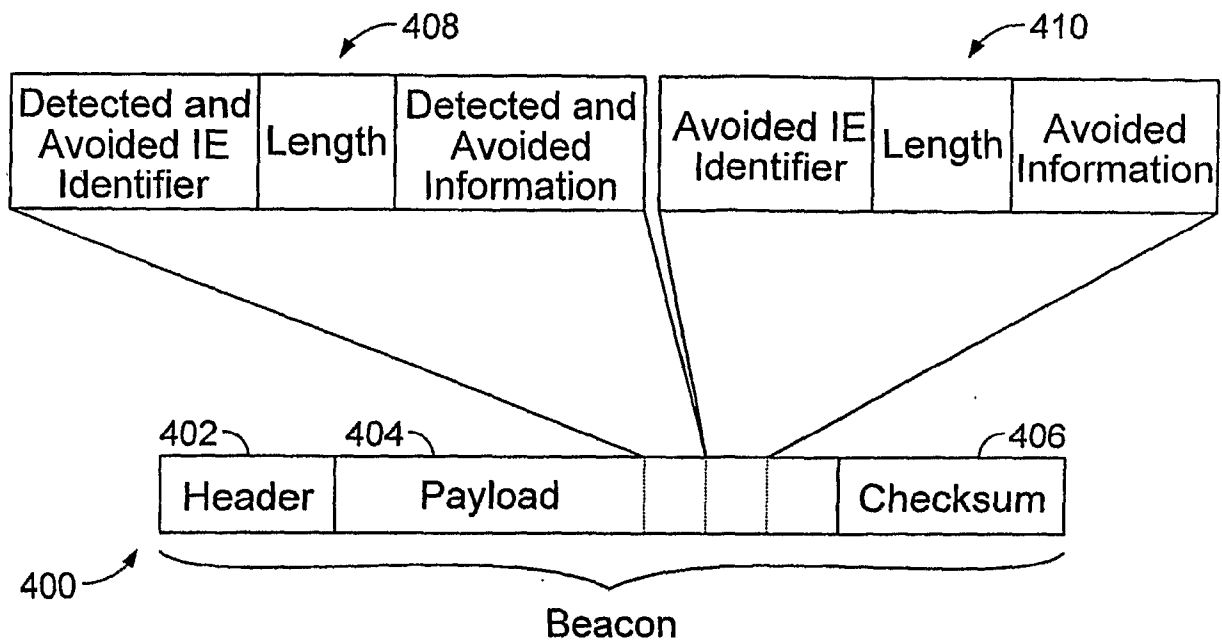 408
410
Detected and
Avoided IE
Identifier
Length
Detected and
Avoided
Information
Avoided IE
Identifier
Length
Avoided
Information
402
404
406
Header
Payload
Checksum
400
Beacon